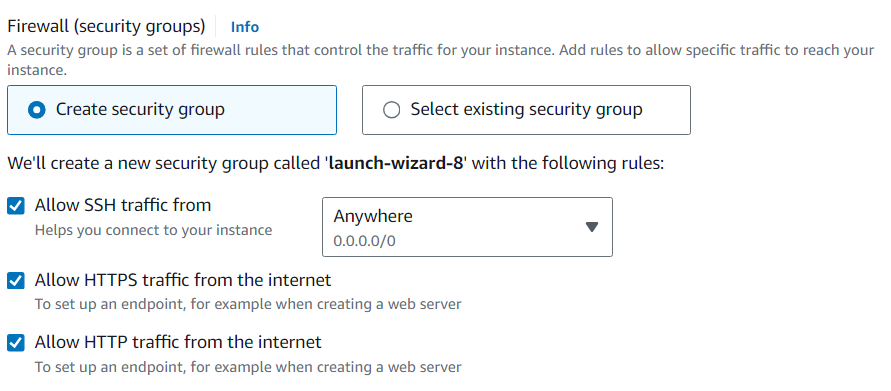 Firewall (security groups) Info
A security group is a set of firewall rules that control the traffic for your instance. Add rules to allow specific traffic to reach your
instance.
Create security group Select existing security group
We'll create a new security group called 'launch-wizard-8' with the following rules:
Allow SSH traffic from
Helps you connect to your instance
Anywhere
0.0.0.0/0
Allow HTTPS traffic from the internet
To set up an endpoint, for example when creating a web server
Allow HTTP traffic from the internet
To set up an endpoint, for example when creating a web server